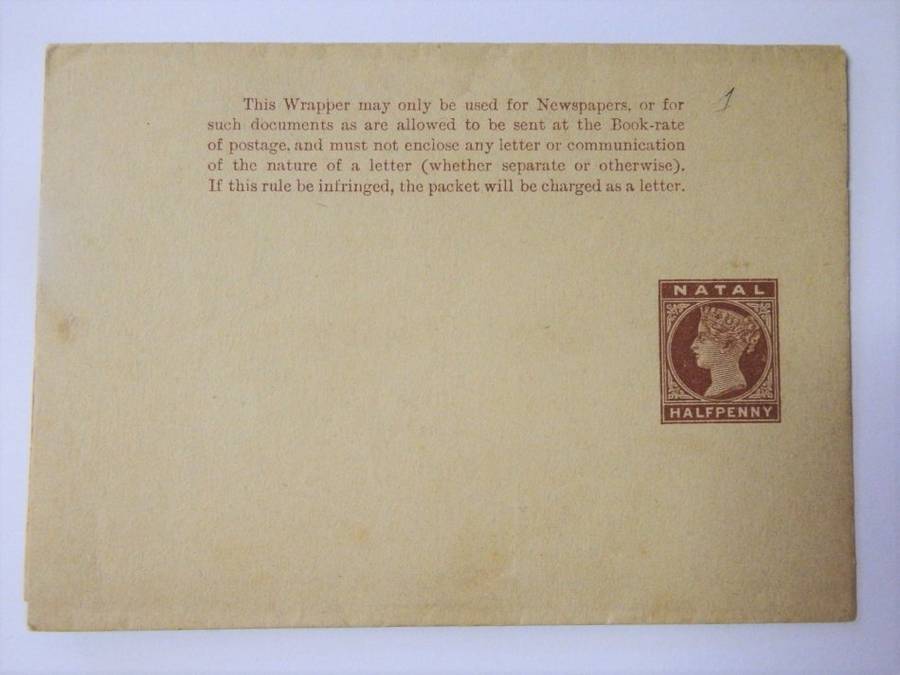 This Wrapper may only be used for Newspapers, or for
such documents as are allowed to be sent at the Book-rate
of postage, and must not enclose any letter or communication
of the nature of a letter (whether separate or otherwise).
If this rule be infringed, the packet will be charged as a letter.
1
NATAL
HALFPENNY